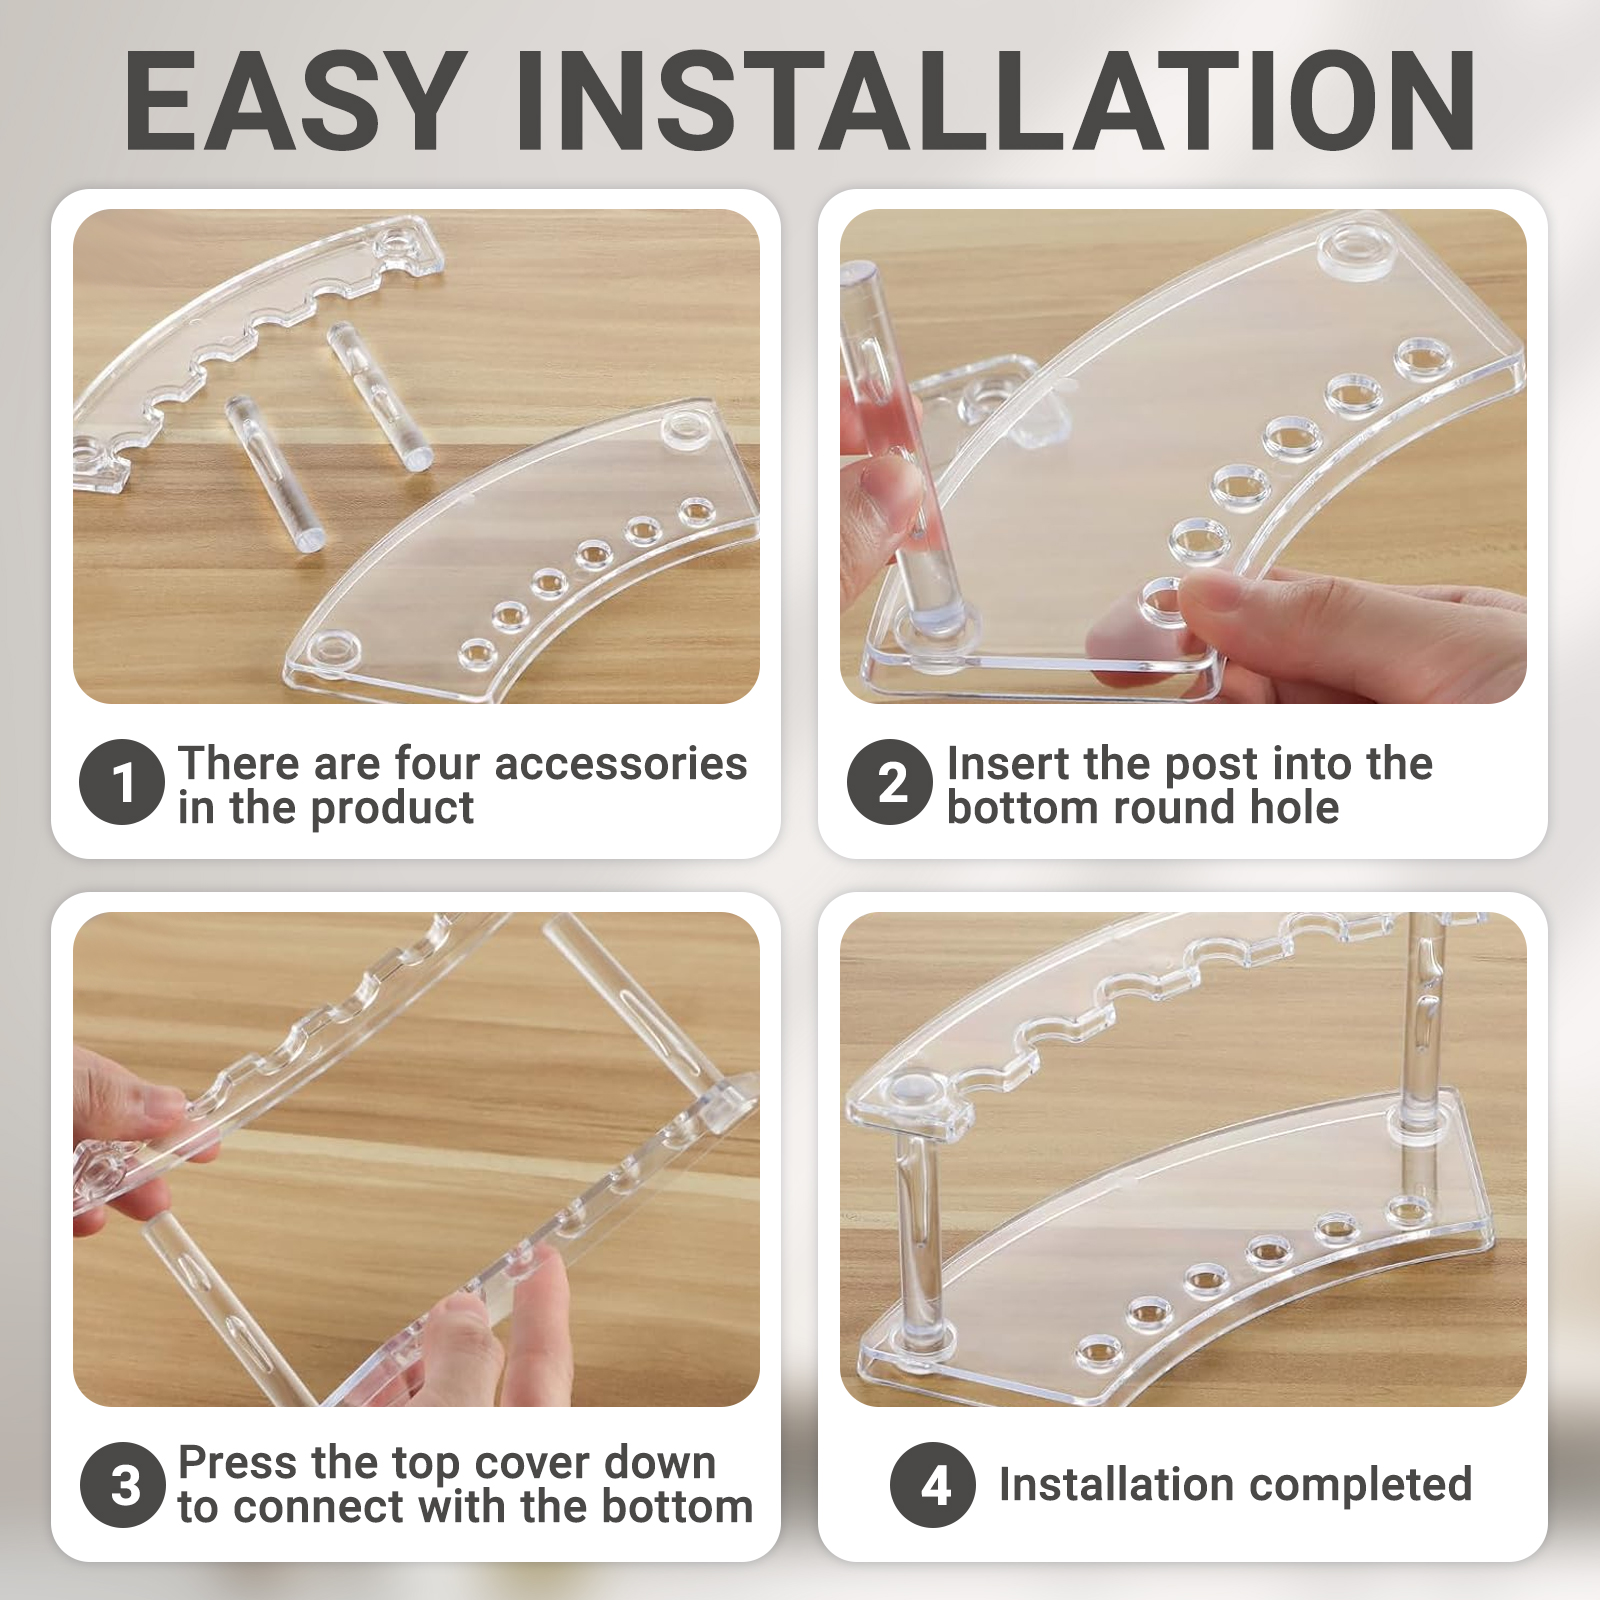 EASY INSTALLATION
1 There are four accessories
in the product
2 Insert the post into the
bottom round hole
3 Press the top cover down
to connect with the bottom
4 Installation completed